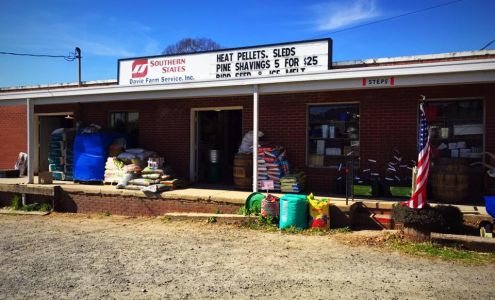 Southern States
Davie Farm Service, Inc.
HEAT PELLETS, SLEDS
PINE SHAVINGS 5 FOR $25
BIRD SEED & ICE MELT
STEPS